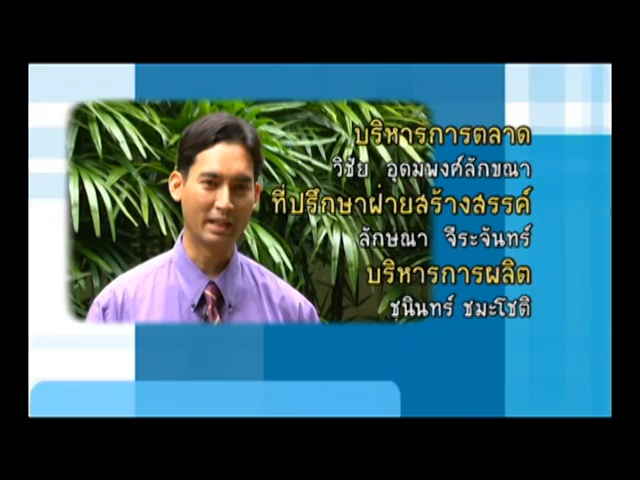 บริหารการตลาด
วิชัย อุดมพงศ์ลักขณา
ที่ปรึกษาฝ่ายสร้างสรรค์
ลักษณา จีระจันทร์
บริหารการผลิต
ชนินทร์ ชมะโชติ